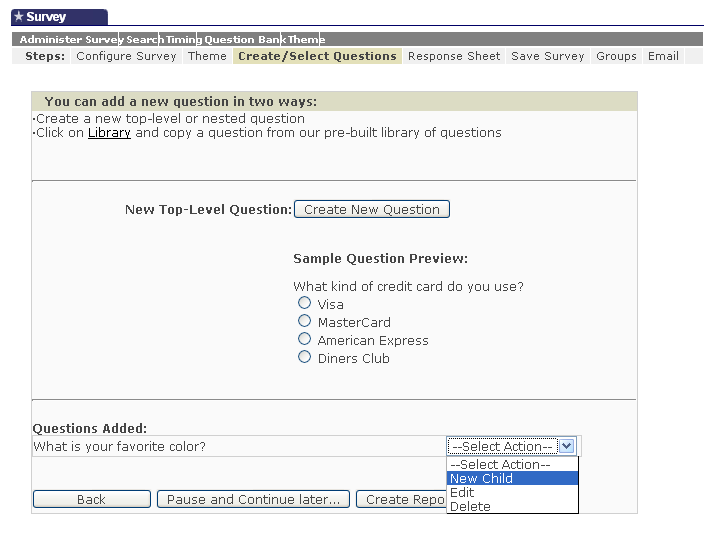 Survey
Administer Survey Search Timing Question Bank Theme
Steps: Configure Survey Theme Create/Select Questions Response Sheet Save Survey Groups Email
You can add a new question in two ways:
·Create a new top-level or nested question
·Click on Library and copy a question from our pre-built library of questions
New Top-Level Question: Create New Question
Sample Question Preview:
What kind of credit card do you use?
Visa
MasterCard
American Express
Diners Club
Questions Added:
What is your favorite color? --Select Action--
--Select Action--
New Child
Edit
Delete
Back Pause and Continue later... Create Repo